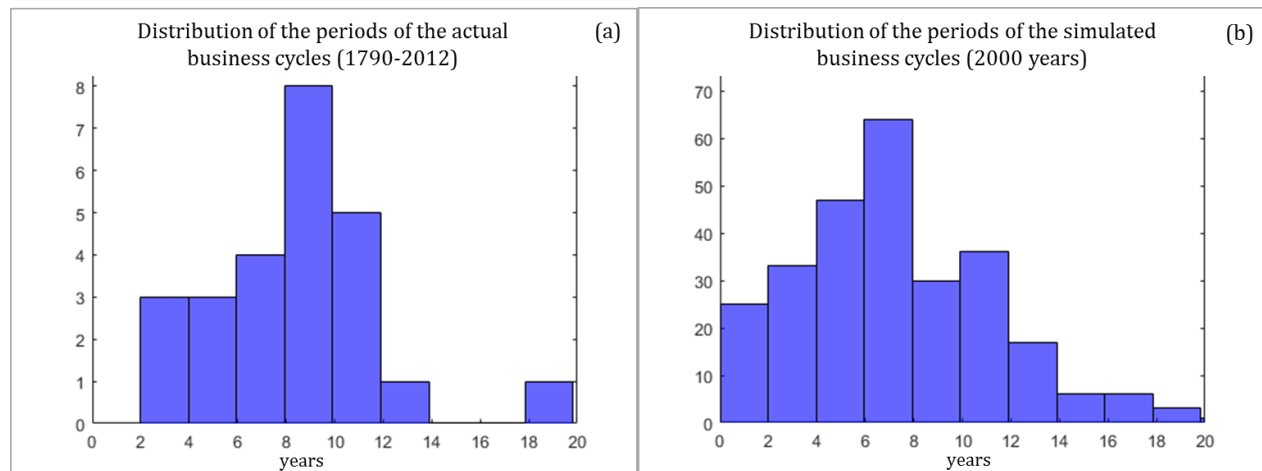 Distribution of the periods of the actual
business cycles (1790-2012)
(a)
8
7
6
5
4
3
2
1
0
0 2 4 6 8 10 12 14 16 18 20
years
Distribution of the periods of the simulated
business cycles (2000 years)
(b)
70
60
50
40
30
20
10
0
0 2 4 6 8 10 12 14 16 18 20
years